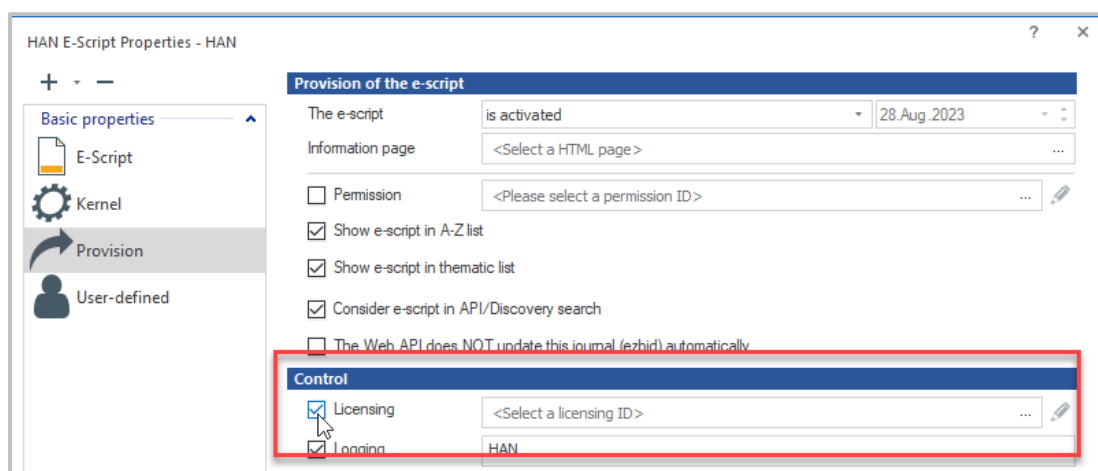 HAN E-Script Properties - HAN
?
Basic properties
E-Script
Kernel
Provision
User-defined
Provision of the e-script
The e-script is activated 28.Aug.2023
Information page <Select a HTML page> ...
Permission <Please select a permission ID> ...
Show e-script in A-Z list
Show e-script in thematic list
Consider e-script in API/Discovery search
The Web API does NOT update this journal (ezbid) automatically
Control
Licensing <Select a licensing ID> ...
Logging HAN